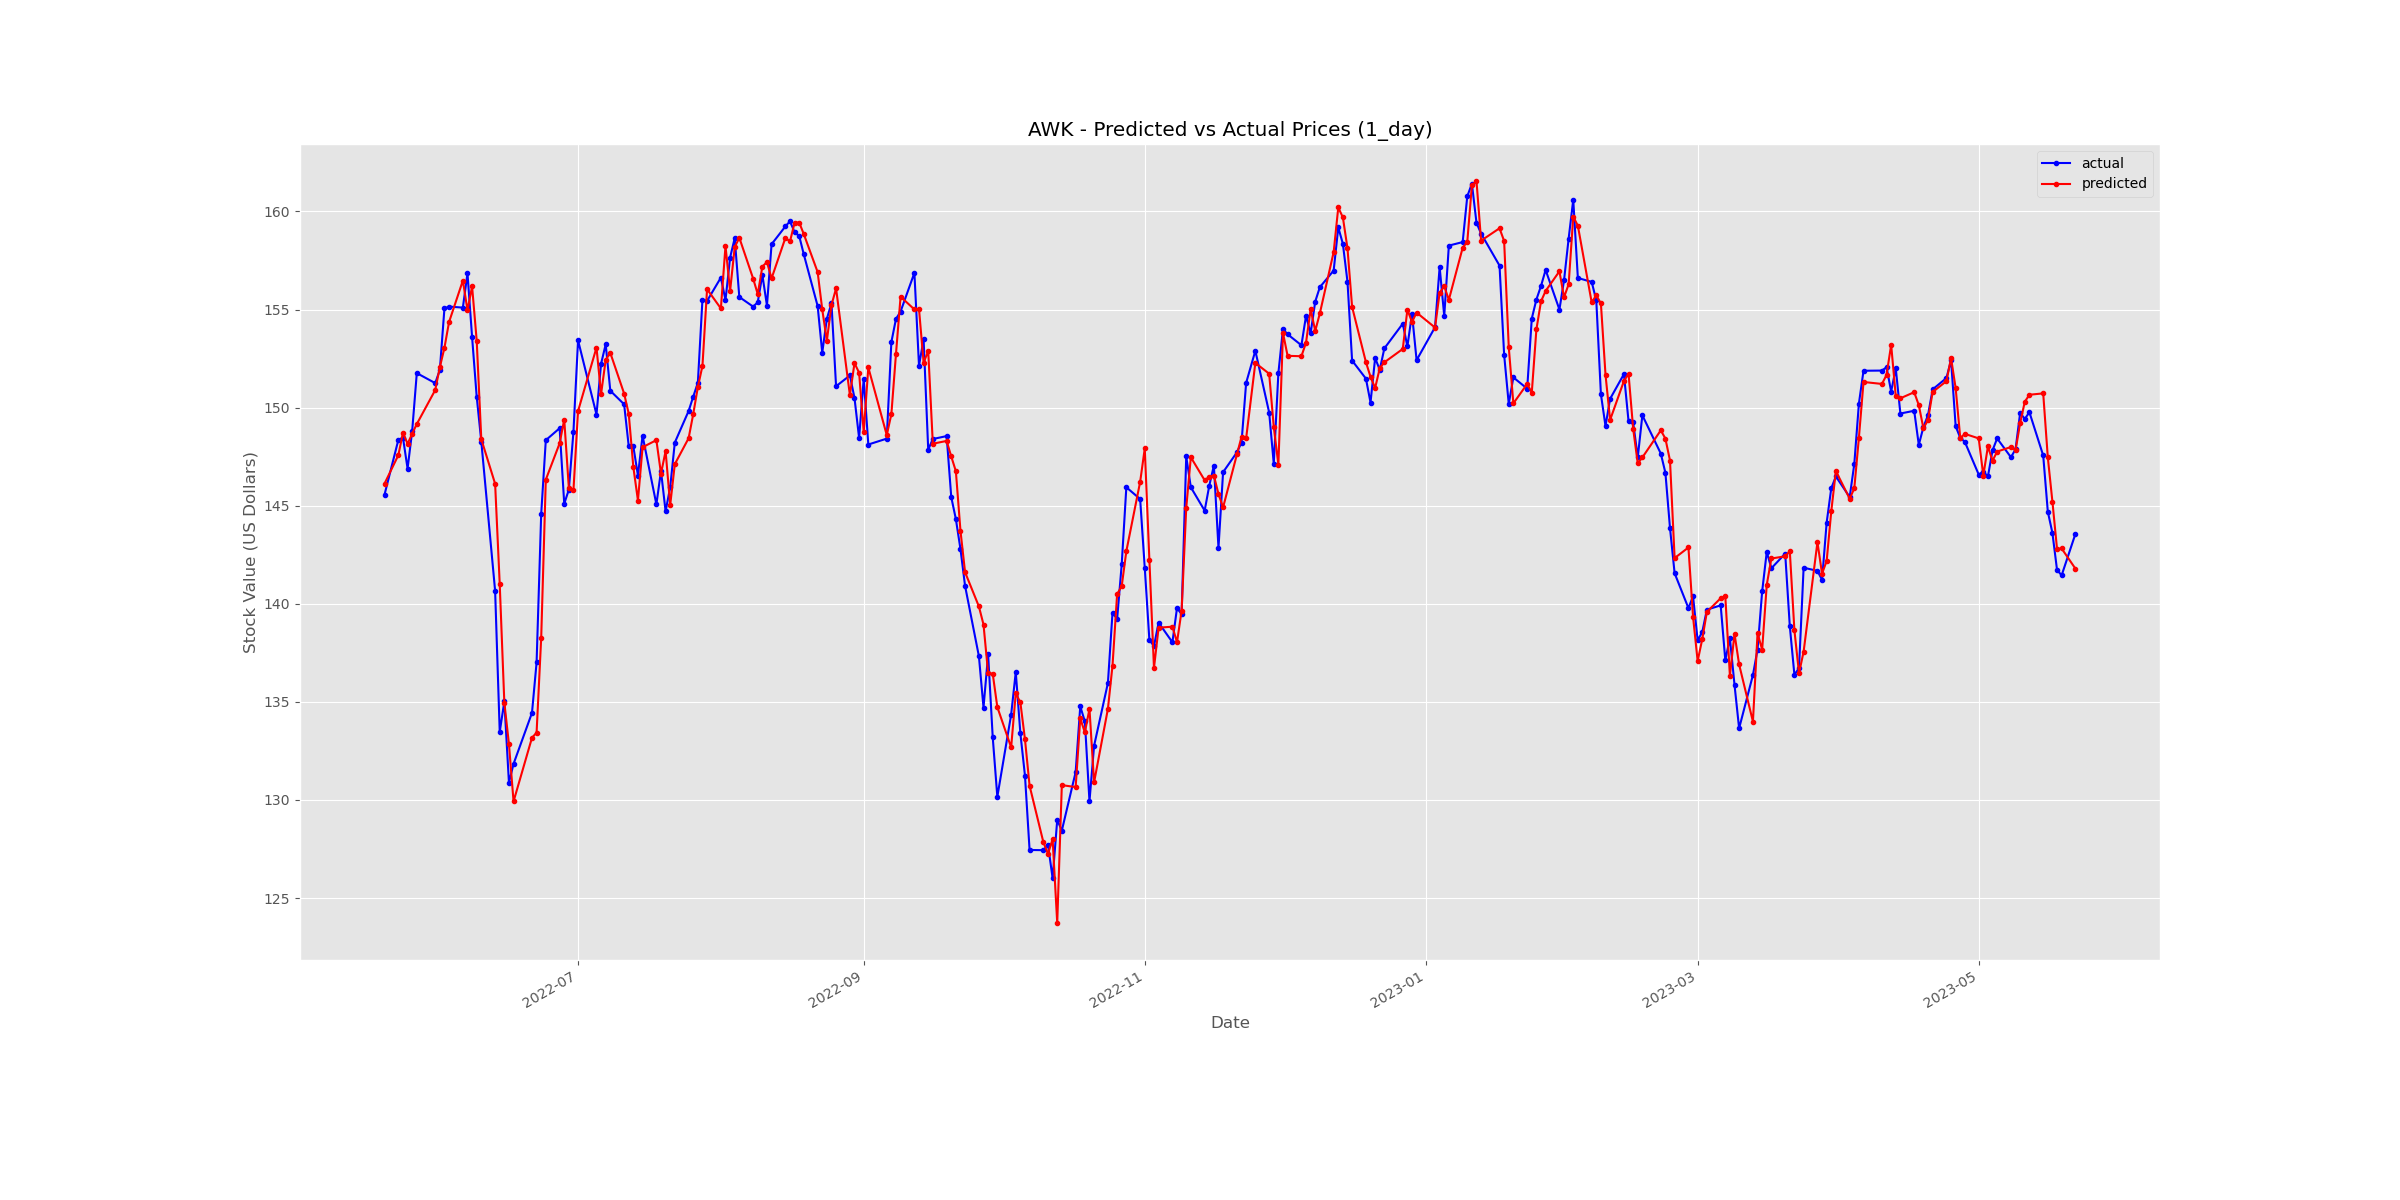 AWK - Predicted vs Actual Prices (1_day)
actual
predicted
160
155
150
145
140
135
130
125
Stock Value (US Dollars)
2022-07
2022-09
2022-11
2023-01
2023-03
2023-05
Date